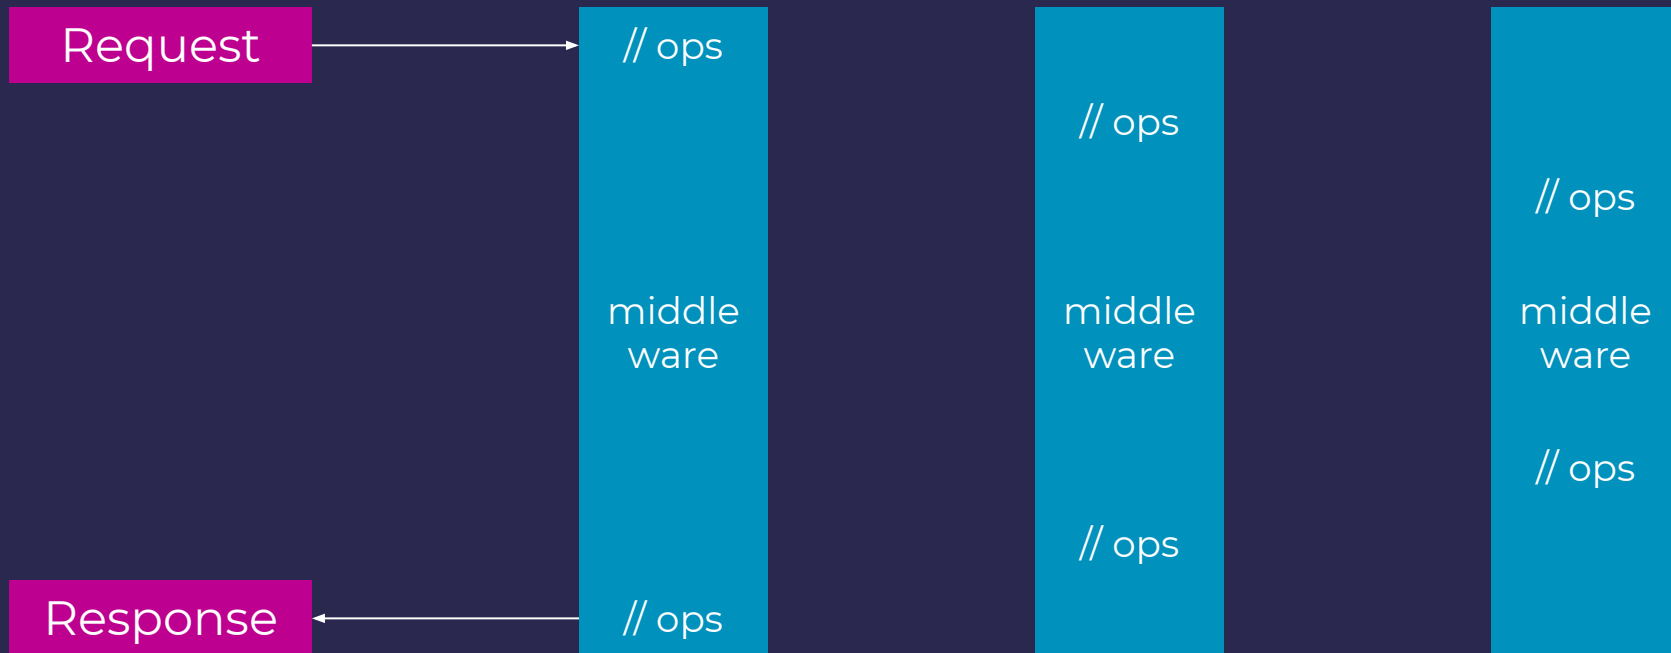 Request
// ops
// ops
// ops
middle
ware
middle
ware
middle
ware
// ops
// ops
Response
// ops